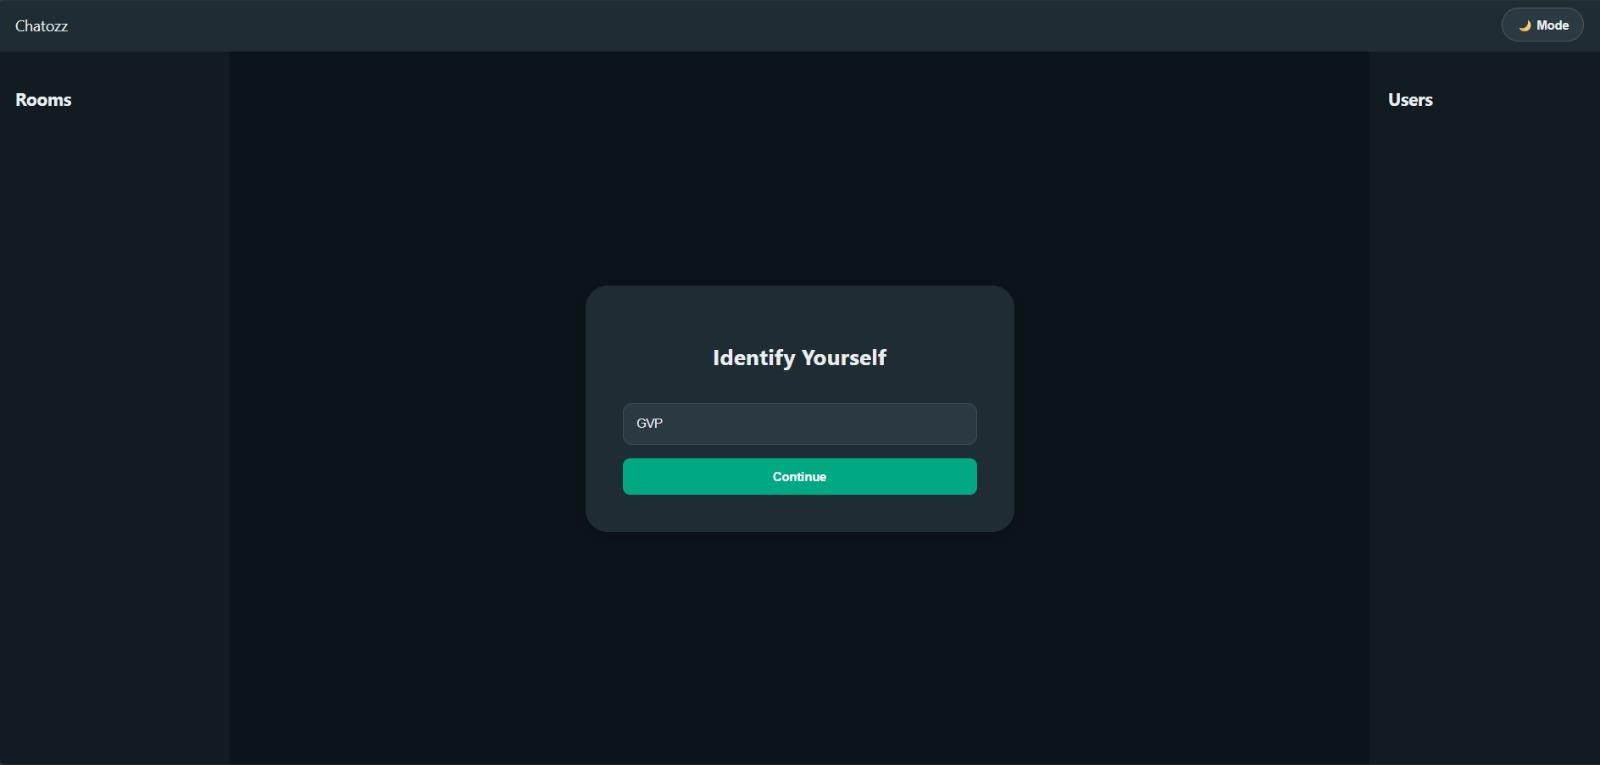 Chatozz
🌙 Mode
Rooms
Users
Identify Yourself
GVP
Continue